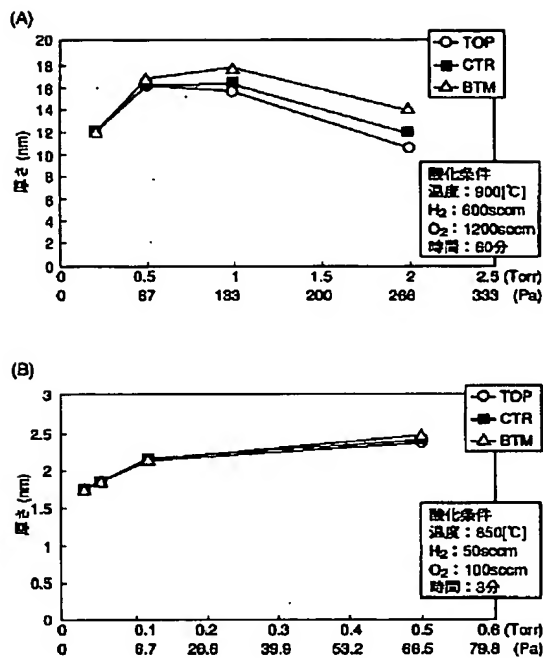 (A)
20
18
16
14
12
10
8
6
4
2
0
厚さ(nm)
TOP
CTR
BTM
酸化条件
温度：900[℃]
H₂：600sccm
O₂：1200sccm
時間：60分
0 0.5 1 1.5 2 2.5 (Torr)
0 67 133 200 266 333 (Pa)
(B)
3
2.5
2
1.5
1
0.5
0
厚さ(nm)
TOP
CTR
BTM
酸化条件
温度：850[℃]
H₂：50sccm
O₂：100sccm
時間：3分
0 0.1 0.2 0.3 0.4 0.5 0.6 (Torr)
0 6.7 26.6 39.9 53.2 66.5 79.8 (Pa)